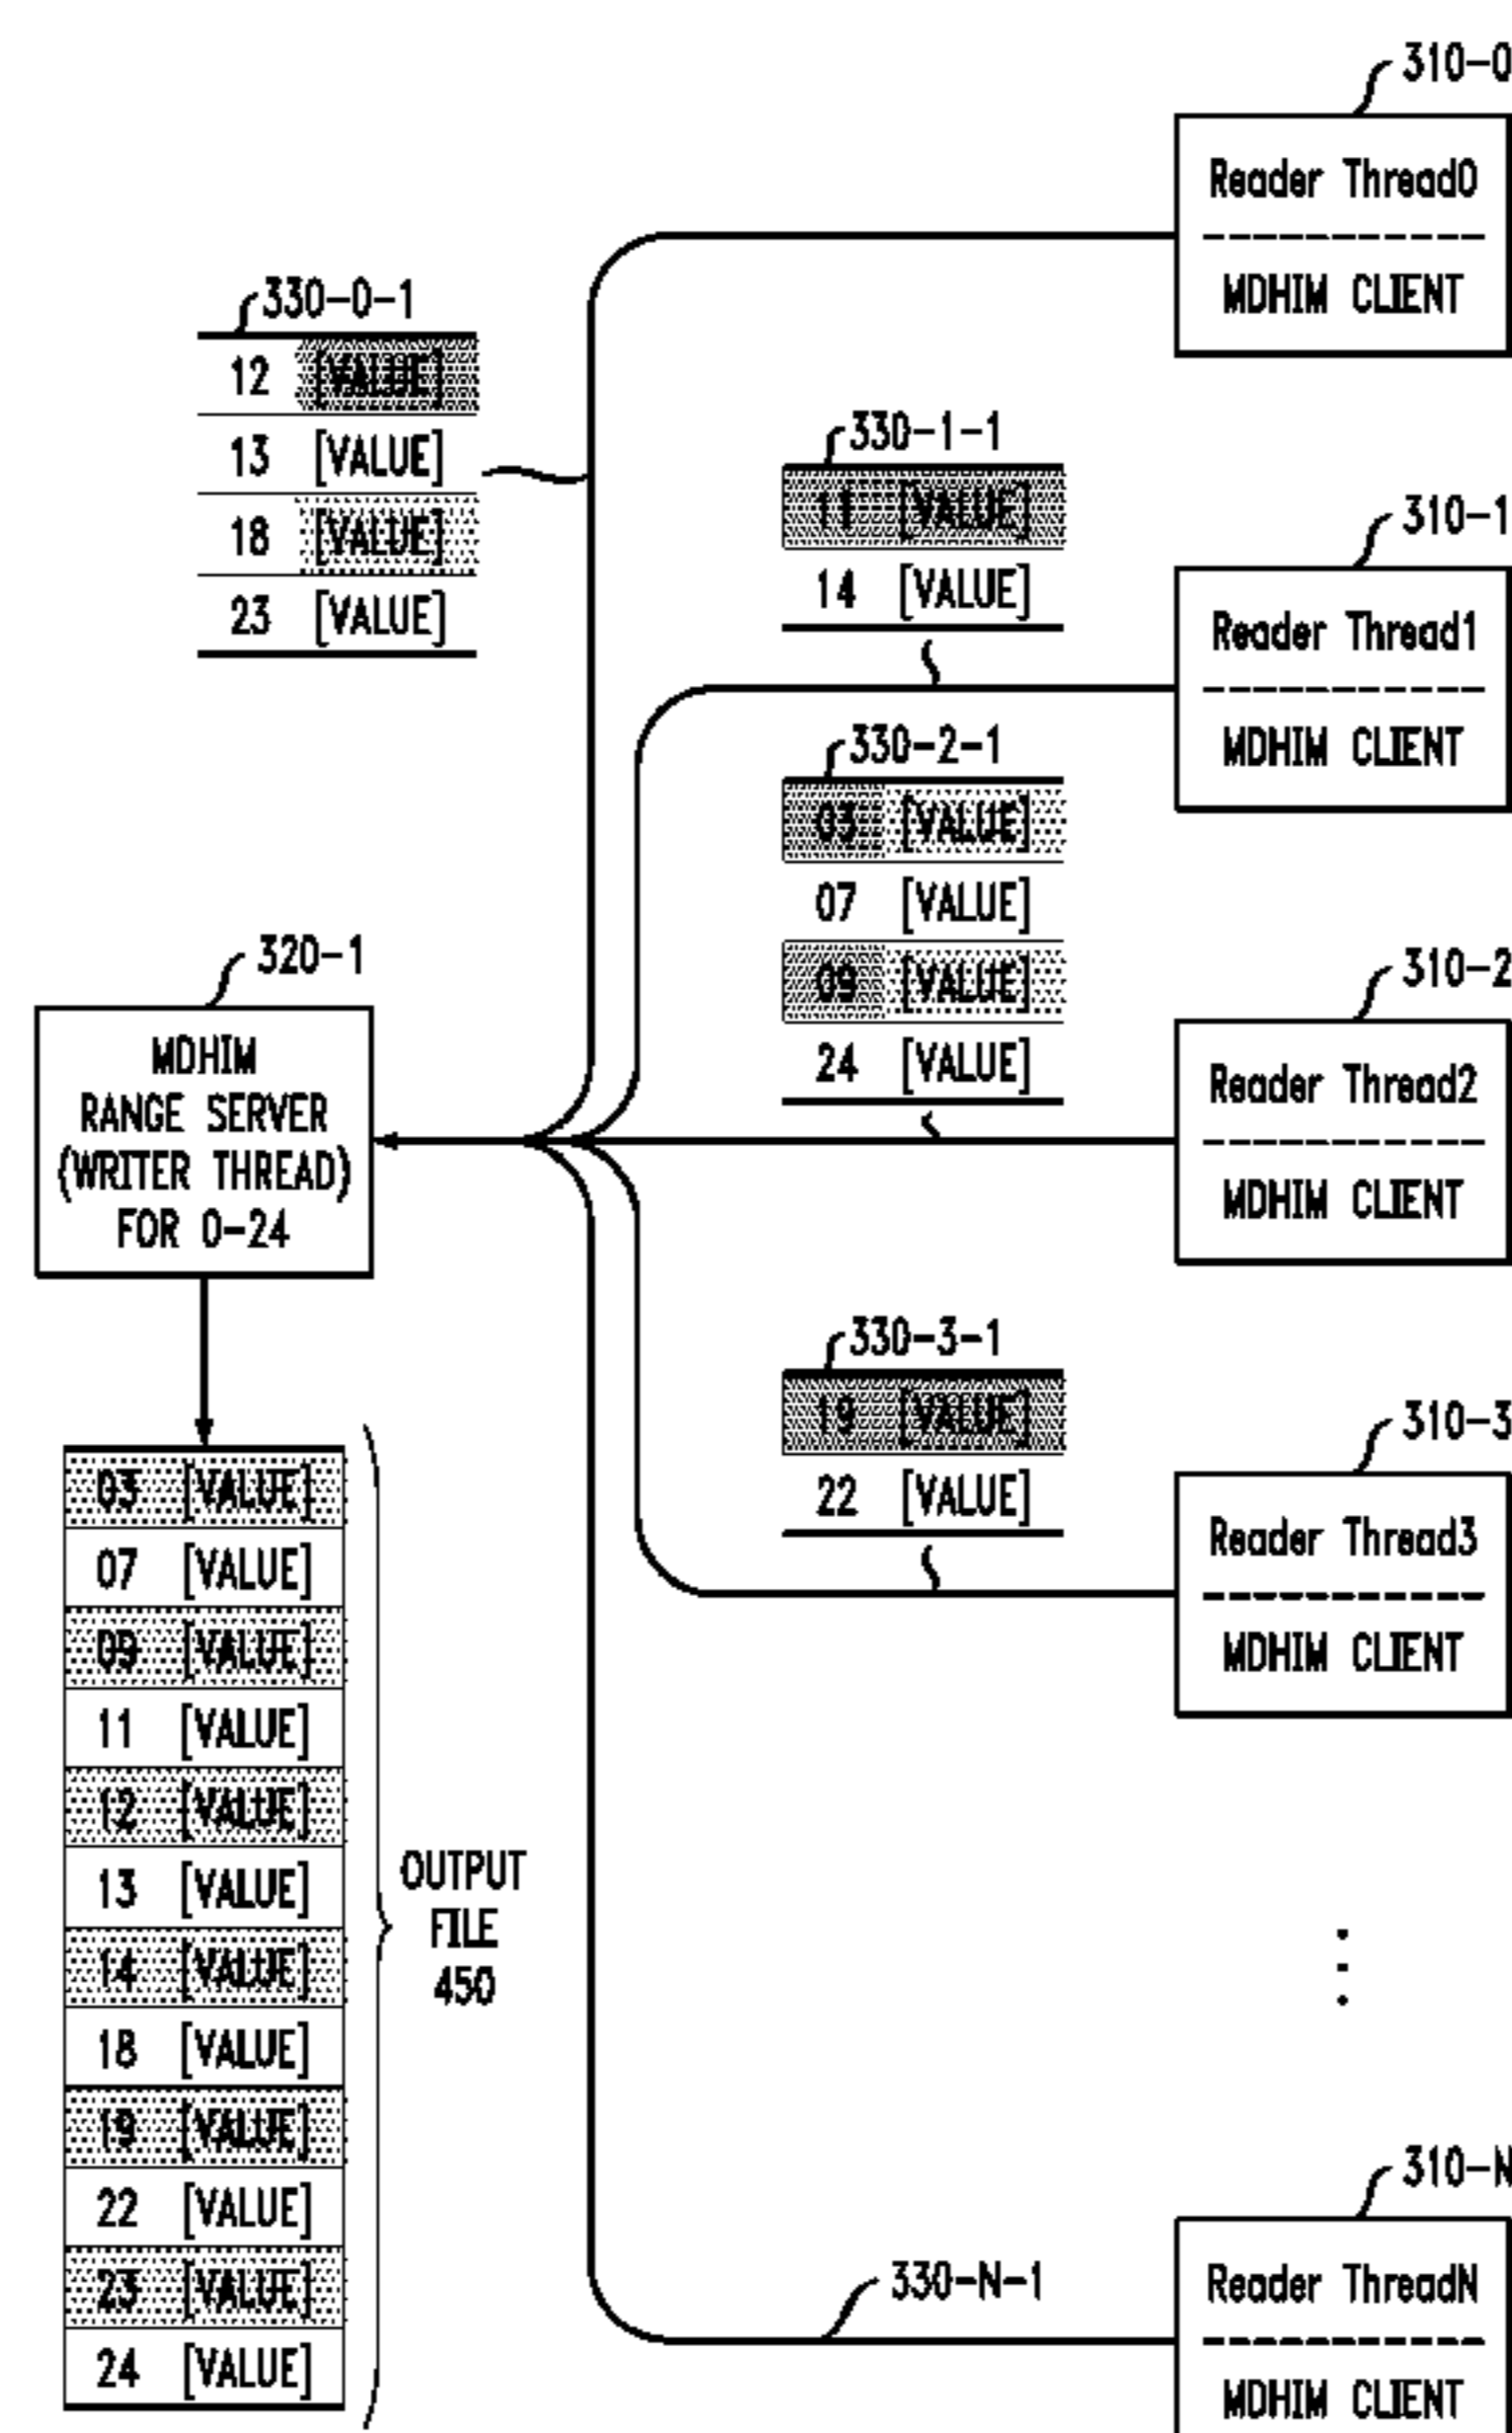 310-0
Reader Thread0
MDHIM CLIENT
330-0-1
12 [VALUE]
13 [VALUE]
18 [VALUE]
23 [VALUE]
330-1-1
11 [VALUE]
14 [VALUE]
310-1
Reader Thread1
MDHIM CLIENT
330-2-1
03 [VALUE]
07 [VALUE]
09 [VALUE]
24 [VALUE]
310-2
Reader Thread2
MDHIM CLIENT
320-1
MDHIM
RANGE SERVER
(WRITER THREAD)
FOR 0-24
330-3-1
19 [VALUE]
22 [VALUE]
310-3
Reader Thread3
MDHIM CLIENT
03 [VALUE]
07 [VALUE]
09 [VALUE]
11 [VALUE]
12 [VALUE]
13 [VALUE]
14 [VALUE]
18 [VALUE]
19 [VALUE]
22 [VALUE]
23 [VALUE]
24 [VALUE]
OUTPUT
FILE
450
310-N
Reader ThreadN
MDHIM CLIENT
330-N-1